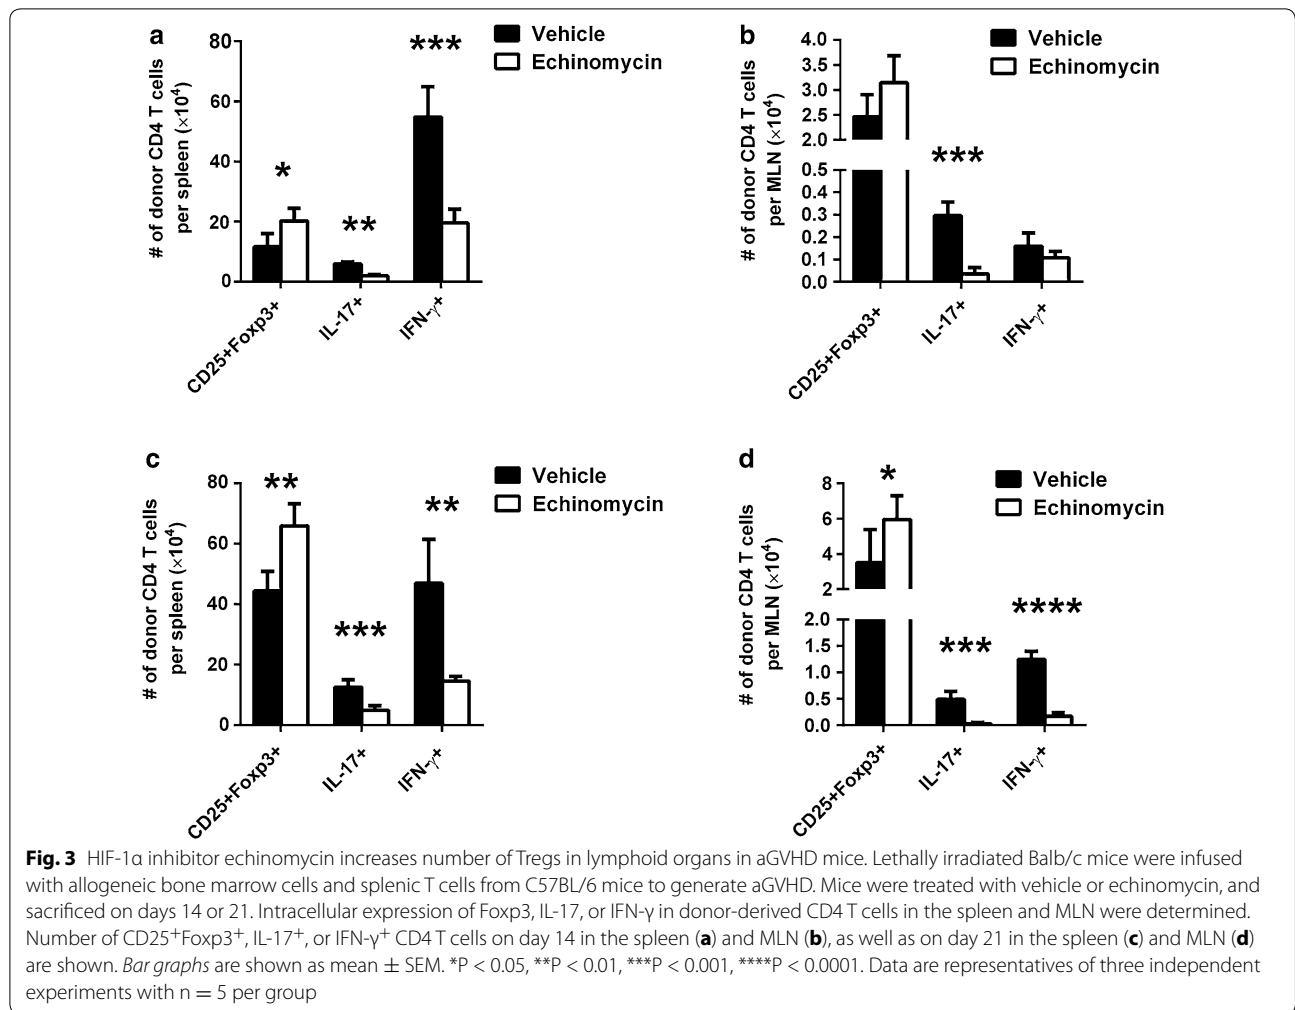 a
# of donor CD4 T cells
per spleen (×10⁴)
80
60
40
20
0
***
*
**
Vehicle
Echinomycin
CD25+Foxp3+
IL-17+
IFN-γ+
b
# of donor CD4 T cells
per MLN (×10⁴)
4.0
3.5
3.0
2.5
2.0
0.5
0.4
0.3
0.2
0.1
0.0
***
Vehicle
Echinomycin
CD25+Foxp3+
IL-17+
IFN-γ+
c
# of donor CD4 T cells
per spleen (×10⁴)
80
60
40
20
0
**
***
**
Vehicle
Echinomycin
CD25+Foxp3+
IL-17+
IFN-γ+
d
# of donor CD4 T cells
per MLN (×10⁴)
8
6
4
2
2.0
1.5
1.0
0.5
0.0
*
***
****
Vehicle
Echinomycin
CD25+Foxp3+
IL-17+
IFN-γ+
Fig. 3 HIF-1α inhibitor echinomycin increases number of Tregs in lymphoid organs in aGVHD mice. Lethally irradiated Balb/c mice were infused
with allogeneic bone marrow cells and splenic T cells from C57BL/6 mice to generate aGVHD. Mice were treated with vehicle or echinomycin, and
sacrificed on days 14 or 21. Intracellular expression of Foxp3, IL-17, or IFN-γ in donor-derived CD4 T cells in the spleen and MLN were determined.
Number of CD25⁺Foxp3⁺, IL-17⁺, or IFN-γ⁺ CD4 T cells on day 14 in the spleen (a) and MLN (b), as well as on day 21 in the spleen (c) and MLN (d)
are shown. Bar graphs are shown as mean ± SEM. *P < 0.05, **P < 0.01, ***P < 0.001, ****P < 0.0001. Data are representatives of three independent
experiments with n = 5 per group